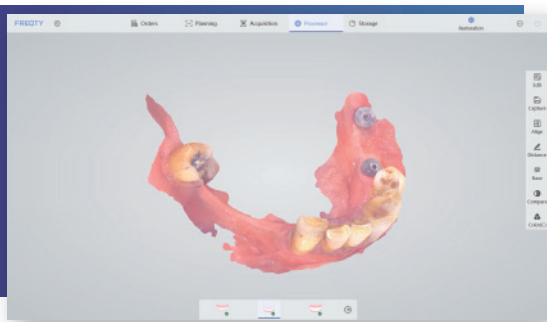 FREQTY
Orders
Planning
Acquisition
Processor
Storage
Restoration
Edit
Capture
Align
Distance
Base
Compare